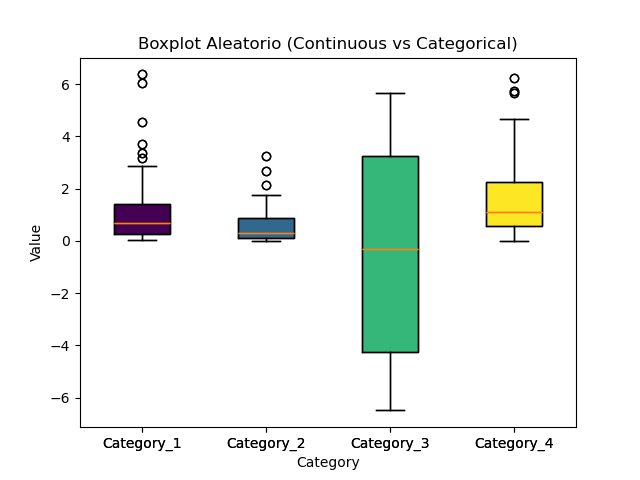 Boxplot Aleatorio (Continuous vs Categorical)
6
4
2
0
−2
−4
−6
Value
Category_1 Category_2 Category_3 Category_4
Category